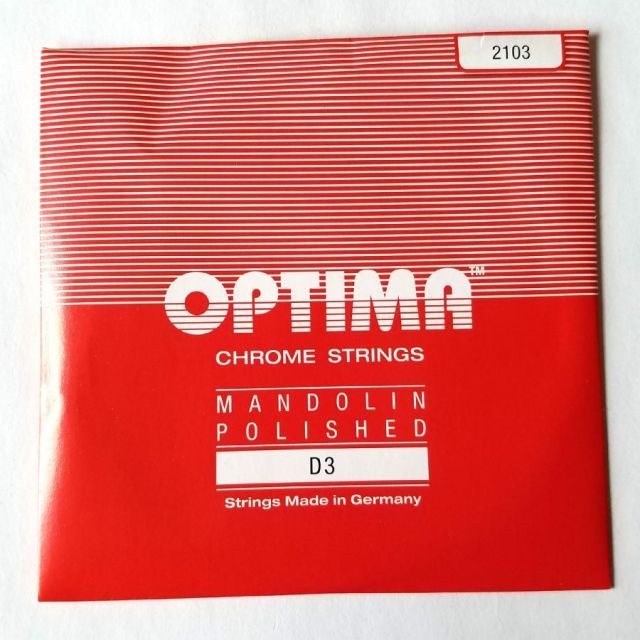 2103
OPTIMA™
CHROME STRINGS
MANDOLIN
POLISHED
D3
Strings Made in Germany